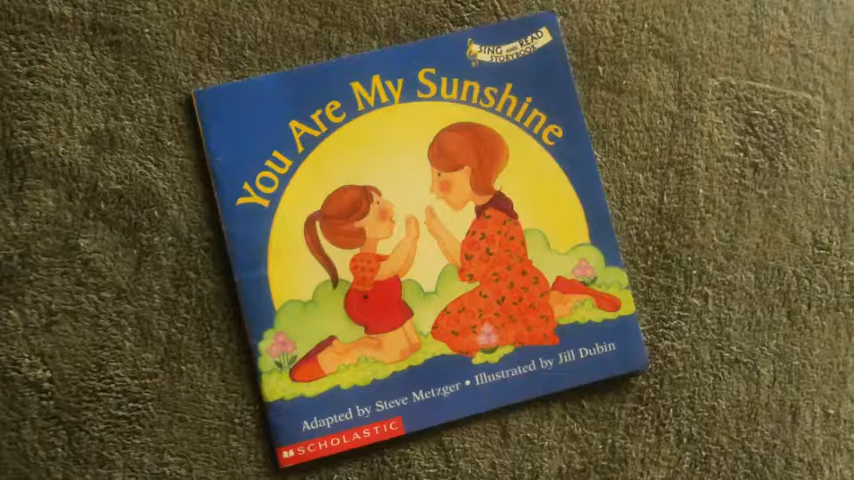 SING AND READ
STORYBOOK
You Are My Sunshine
Adapted by Steve Metzger • Illustrated by Jill Dubin
SCHOLASTIC